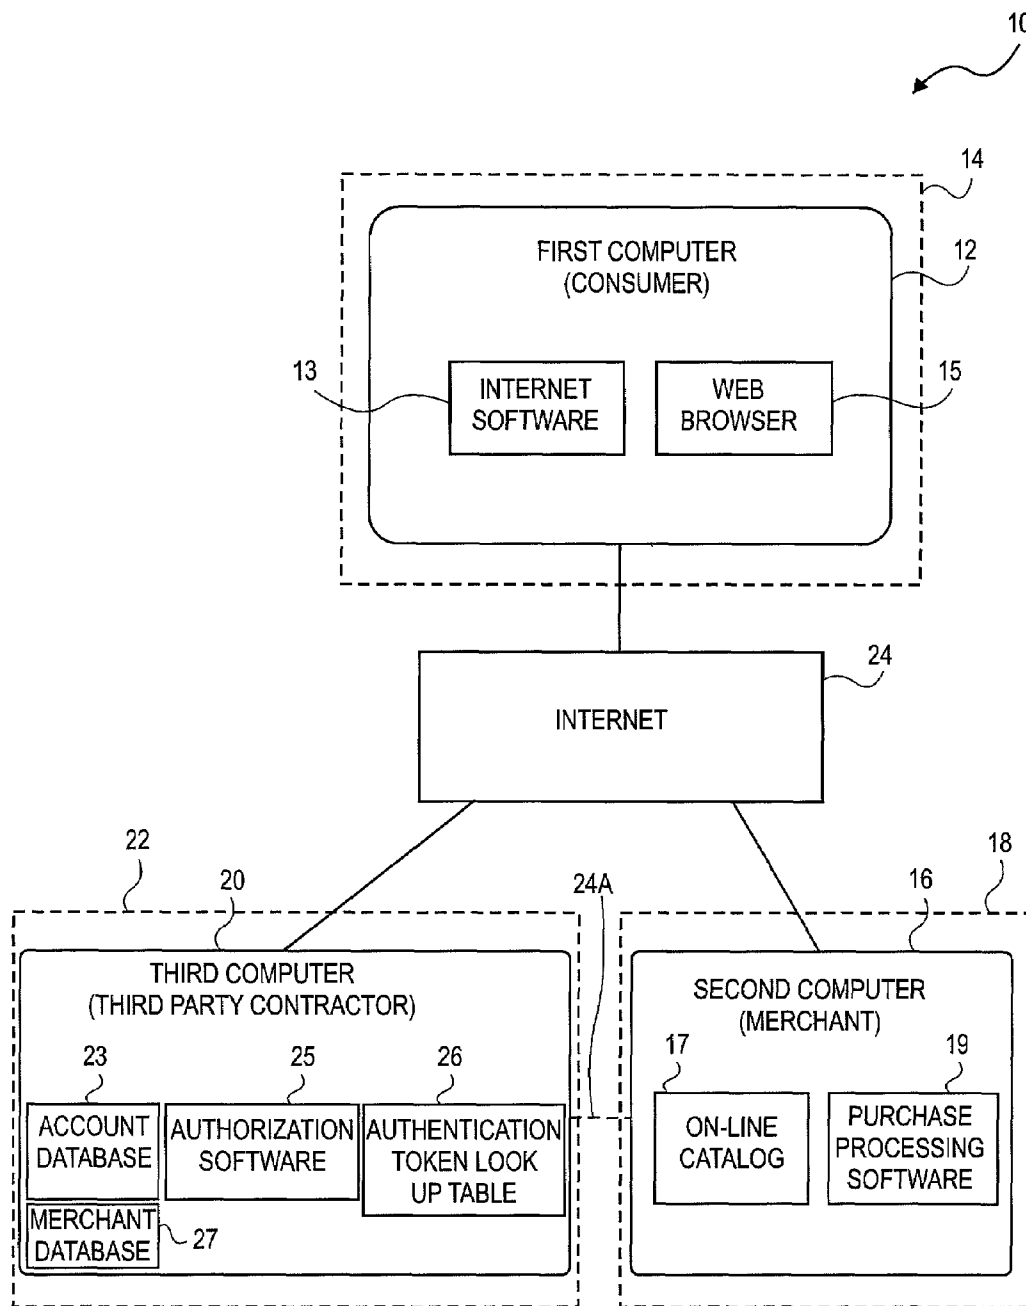 10
14
FIRST COMPUTER
(CONSUMER)
12
13
INTERNET
SOFTWARE
WEB
BROWSER
15
INTERNET
24
22
20
24A
16
18
THIRD COMPUTER
(THIRD PARTY CONTRACTOR)
SECOND COMPUTER
(MERCHANT)
23
25
26
17
19
ACCOUNT
DATABASE
AUTHORIZATION
SOFTWARE
AUTHENTICATION
TOKEN LOOK
UP TABLE
ON-LINE
CATALOG
PURCHASE
PROCESSING
SOFTWARE
MERCHANT
DATABASE
27